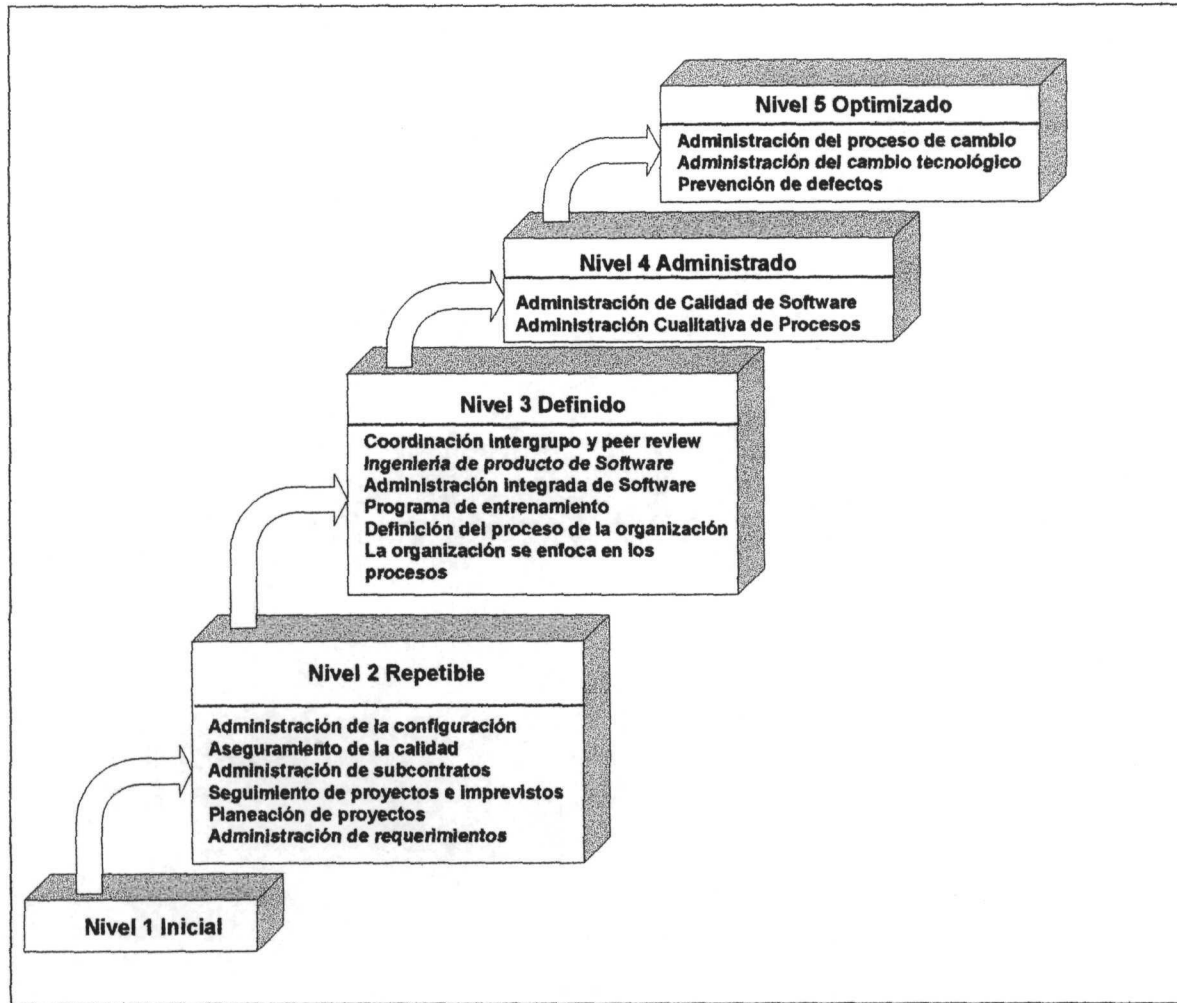 Nivel 5 Optimizado
Administración del proceso de cambio
Administración del cambio tecnológico
Prevención de defectos
Nivel 4 Administrado
Administración de Calidad de Software
Administración Cualitativa de Procesos
Nivel 3 Definido
Coordinación intergrupo y peer review
Ingeniería de producto de Software
Administración integrada de Software
Programa de entrenamiento
Definición del proceso de la organización
La organización se enfoca en los
procesos
Nivel 2 Repetible
Administración de la configuración
Aseguramiento de la calidad
Administración de subcontratos
Seguimiento de proyectos e imprevistos
Planeación de proyectos
Administración de requerimientos
Nivel 1 Inicial